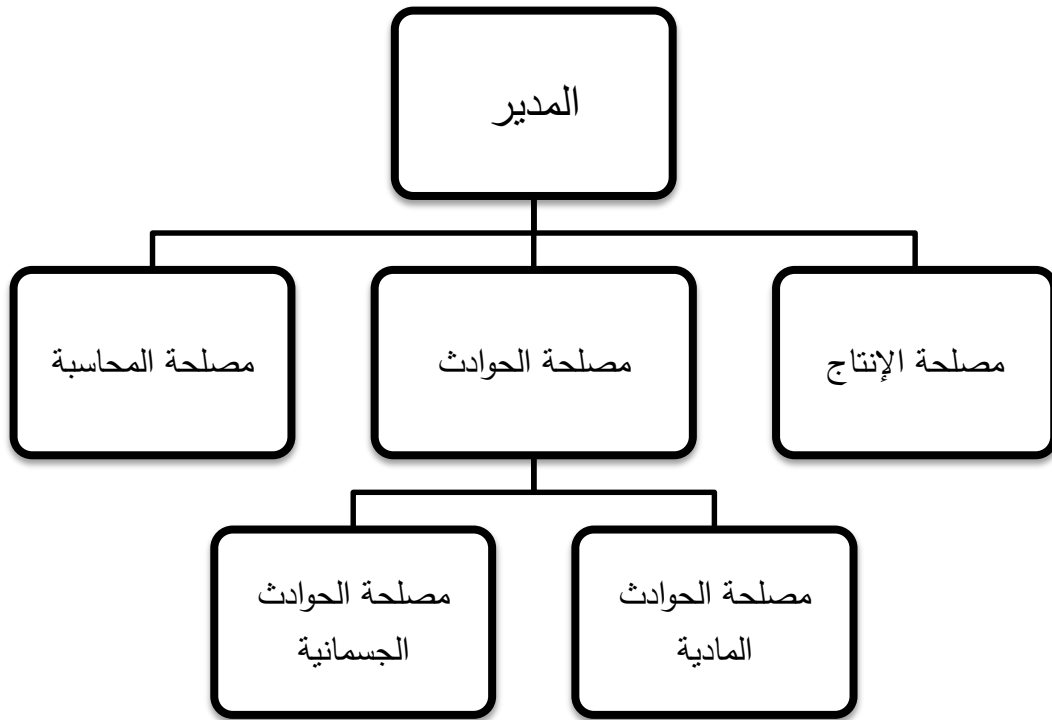 المدير
مصلحة الإنتاج
مصلحة الحوادث
مصلحة المحاسبة
مصلحة الحوادث
المادية
مصلحة الحوادث
الجسمانية